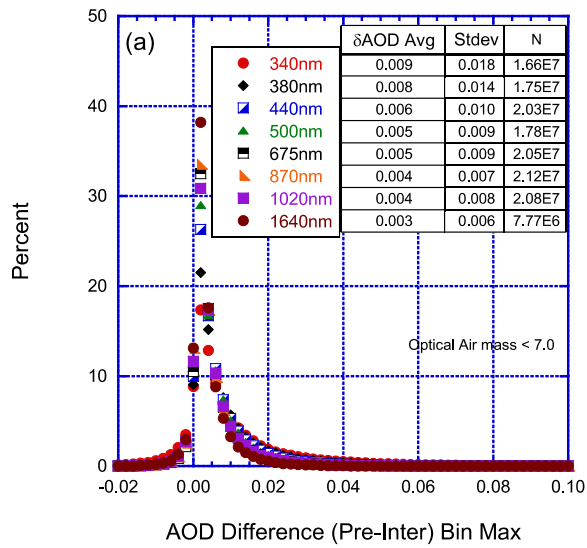 (a)
δAOD Avg Stdev N
340nm 0.009 0.018 1.66E7
380nm 0.008 0.014 1.75E7
440nm 0.006 0.010 2.03E7
500nm 0.005 0.009 1.78E7
675nm 0.005 0.009 2.05E7
870nm 0.004 0.007 2.12E7
1020nm 0.004 0.008 2.08E7
1640nm 0.003 0.006 7.77E6
Optical Air mass < 7.0
Percent
50
40
30
20
10
0
-0.02 0.00 0.02 0.04 0.06 0.08 0.10
AOD Difference (Pre-Inter) Bin Max